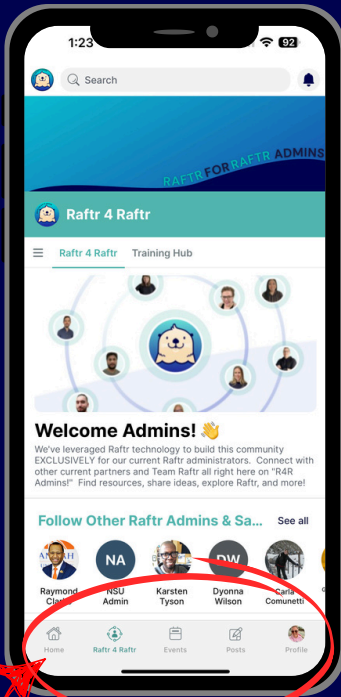 1:23
92
Search
RAFTR FOR RAFTR ADMINS
Raftr 4 Raftr
Raftr 4 Raftr Training Hub
Welcome Admins! 👋
We've leveraged Raftr technology to build this community
EXCLUSIVELY for our current Raftr administrators. Connect with
other current partners and Team Raftr all right here on "R4R
Admins!" Find resources, share ideas, explore Raftr, and more!
Follow Other Raftr Admins & Sa... See all
NA DW
Raymond NSU Karsten Dyonna Carla
Admin Tyson Wilson Comunetti
Home Raftr 4 Raftr Events Posts Profile